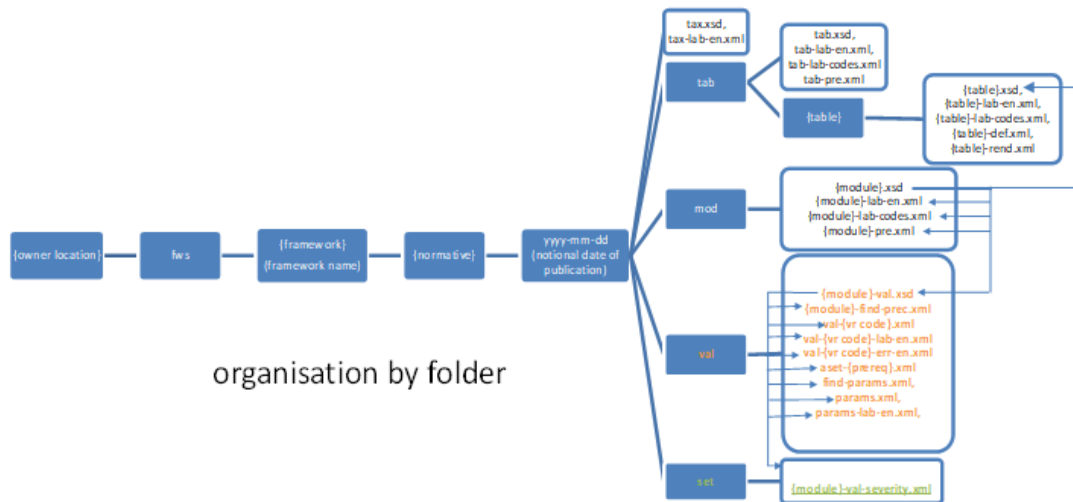 tax.xsd,
tax-lab-en.xml
tab
tab.xsd,
tab-lab-en.xml,
tab-lab-codes.xml
tab-pre.xml
{table}
{table}.xsd,
{table}-lab-en.xml,
{table}-lab-codes.xml,
{table}-def.xml,
{table}-rend.xml
mod
{module}.xsd
{module}-lab-en.xml
{module}-lab-codes.xml
{module}-pre.xml
{owner location}
fws
{framework}
(framework name)
{normative}
yyyy-mm-dd
(notional date of
publication)
val
{module}-val.xsd
{module}-find-prec.xml
val-{vr code}.xml
val-{vr code}-lab-en.xml
val-{vr code}-err-en.xml
aset-{prereq}.xml
find-params.xml,
params.xml,
params-lab-en.xml,
organisation by folder
set
{module}-val-severity.xml